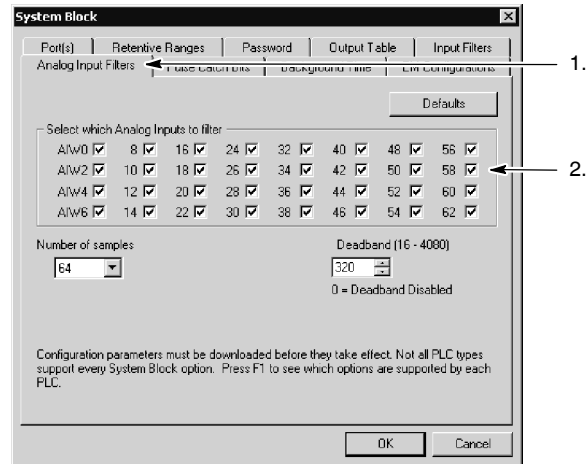 System Block
Port(s) Retentive Ranges Password Output Table Input Filters
Analog Input Filters Pulse Catch Bits Background Time EM Configurations
1.
Defaults
Select which Analog Inputs to filter
AIW0 8 16 24 32 40 48 56
AIW2 10 18 26 34 42 50 58
2.
AIW4 12 20 28 36 44 52 60
AIW6 14 22 30 38 46 54 62
Number of samples Deadband (16 - 4080)
64 320
0 = Deadband Disabled
Configuration parameters must be downloaded before they take effect. Not all PLC types
support every System Block option. Press F1 to see which options are supported by each
PLC.
OK Cancel